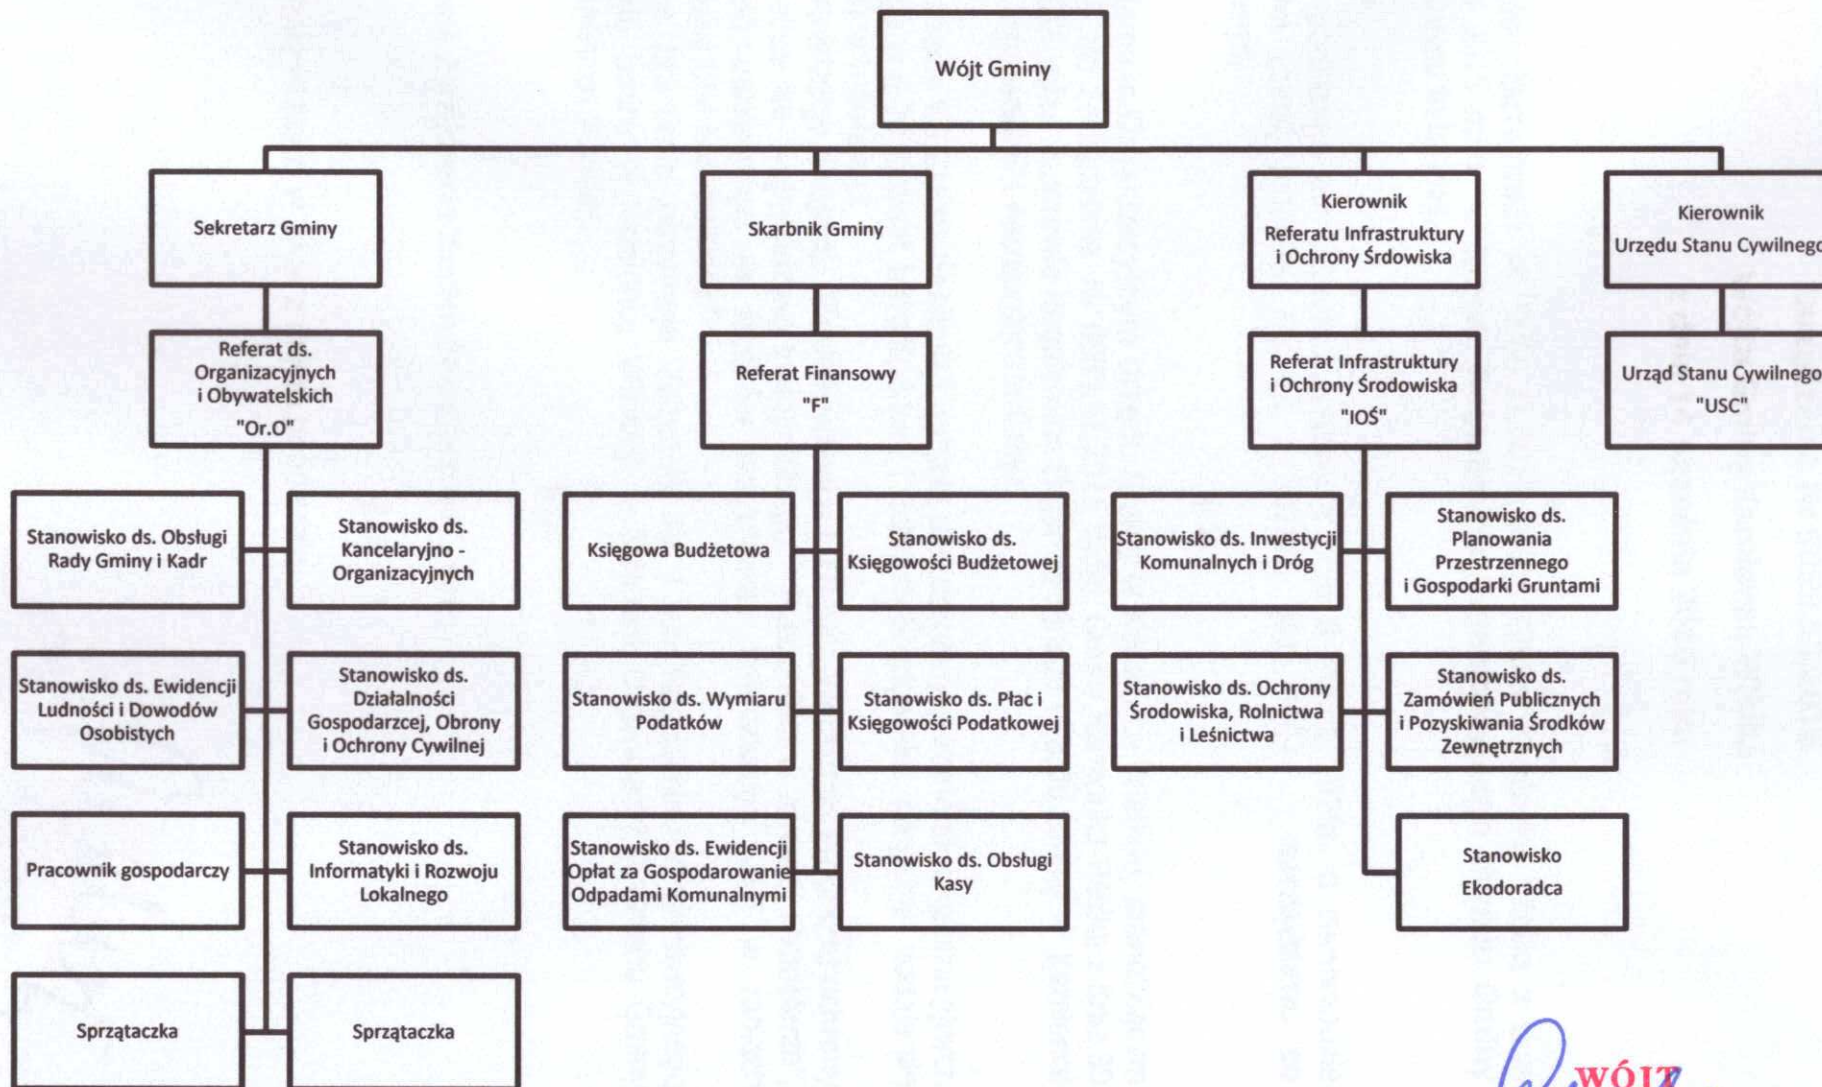 Wójt Gminy
Sekretarz Gminy
Skarbnik Gminy
Kierownik
Referatu Infrastruktury
i Ochrony Śrdowiska
Kierownik
Urzędu Stanu Cywilnego
Referat ds.
Organizacyjnych
i Obywatelskich
"Or.O"
Referat Finansowy
"F"
Referat Infrastruktury
i Ochrony Środowiska
"IOŚ"
Urząd Stanu Cywilnego
"USC"
Stanowisko ds. Obsługi
Rady Gminy i Kadr
Stanowisko ds.
Kancelaryjno -
Organizacyjnych
Księgowa Budżetowa
Stanowisko ds.
Księgowości Budżetowej
Stanowisko ds. Inwestycji
Komunalnych i Dróg
Stanowisko ds.
Planowania
Przestrzennego
i Gospodarki Gruntami
Stanowisko ds. Ewidencji
Ludności i Dowodów
Osobistych
Stanowisko ds.
Działalności
Gospodarzcej, Obrony
i Ochrony Cywilnej
Stanowisko ds. Wymiaru
Podatków
Stanowisko ds. Płac i
Księgowości Podatkowej
Stanowisko ds. Ochrony
Środowiska, Rolnictwa
i Leśnictwa
Stanowisko ds.
Zamówień Publicznych
i Pozyskiwania Środków
Zewnętrznych
Pracownik gospodarczy
Stanowisko ds.
Informatyki i Rozwoju
Lokalnego
Stanowisko ds. Ewidencji
Opłat za Gospodarowanie
Odpadami Komunalnymi
Stanowisko ds. Obsługi
Kasy
Stanowisko
Ekodoradca
Sprzątaczka
Sprzątaczka
WÓJT